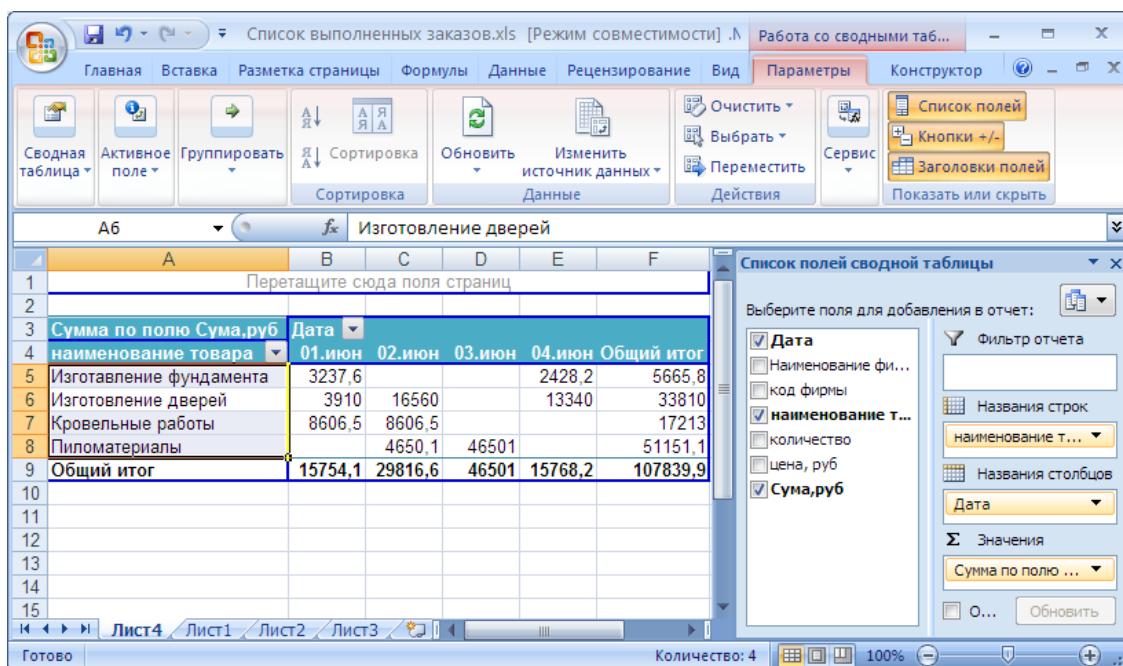 Список выполненных заказов.xls [Режим совместимости] .N Работа со сводными таб...
Главная Вставка Разметка страницы Формулы Данные Рецензирование Вид Параметры Конструктор
Сводная таблица
Активное поле
Группировать
Сортировка
Сортировка
Обновить
Изменить источник данных
Данные
Очистить
Выбрать
Переместить
Действия
Сервис
Список полей
Кнопки +/-
Заголовки полей
Показать или скрыть
A6 fx Изготовление дверей
A B C D E F
1 Перетащите сюда поля страниц
2
3 Сумма по полю Сума,руб Дата
4 наименование товара 01.июн 02.июн 03.июн 04.июн Общий итог
5 Изготавление фундамента 3237,6 2428,2 5665,8
6 Изготовление дверей 3910 16560 13340 33810
7 Кровельные работы 8606,5 8606,5 17213
8 Пиломатериалы 4650,1 46501 51151,1
9 Общий итог 15754,1 29816,6 46501 15768,2 107839,9
10
11
12
13
14
15
Список полей сводной таблицы
Выберите поля для добавления в отчет:
Дата
Наименование фи...
код фирмы
наименование т...
количество
цена, руб
Сума,руб
Фильтр отчета
Названия строк
наименование т...
Названия столбцов
Дата
Σ Значения
Сумма по полю ...
О... Обновить
Лист4 Лист1 Лист2 Лист3
Готово Количество: 4 100%